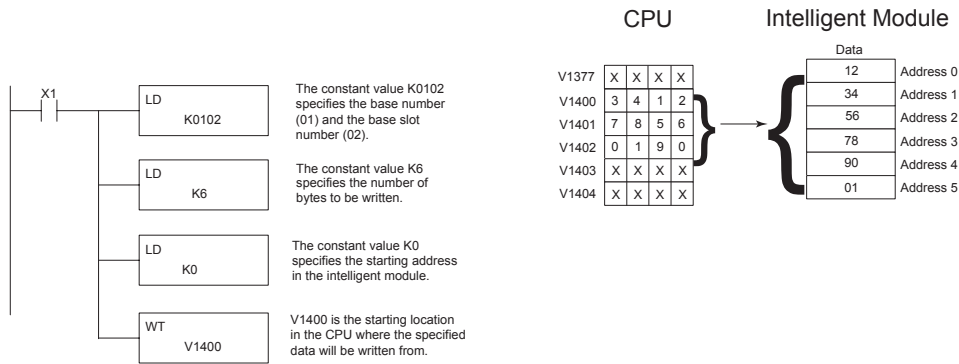 CPU
Intelligent Module
Data
X1
LD
K0102
The constant value K0102
specifies the base number
(01) and the base slot
number (02).
LD
K6
The constant value K6
specifies the number of
bytes to be written.
LD
K0
The constant value K0
specifies the starting address
in the intelligent module.
WT
V1400
V1400 is the starting location
in the CPU where the specified
data will be written from.
V1377 X X X X
V1400 3 4 1 2
V1401 7 8 5 6
V1402 0 1 9 0
V1403 X X X X
V1404 X X X X
12 Address 0
34 Address 1
56 Address 2
78 Address 3
90 Address 4
01 Address 5